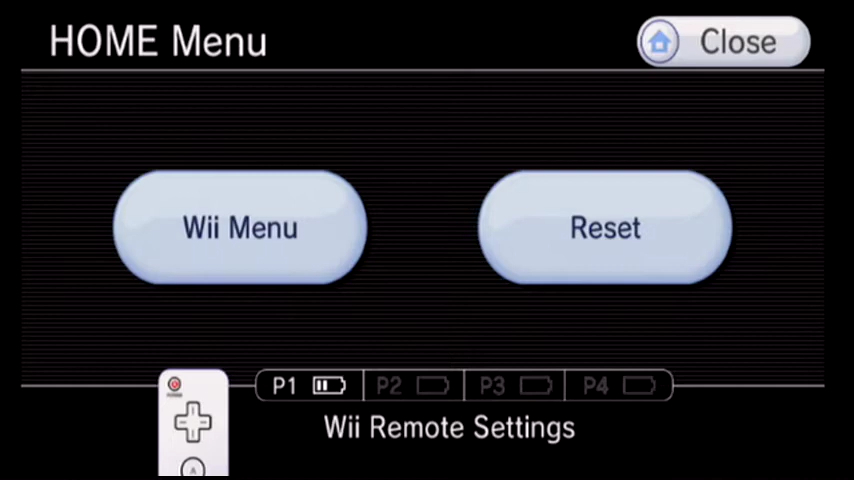 HOME Menu
Close
Wii Menu
Reset
P1 P2 P3 P4
Wii Remote Settings
A